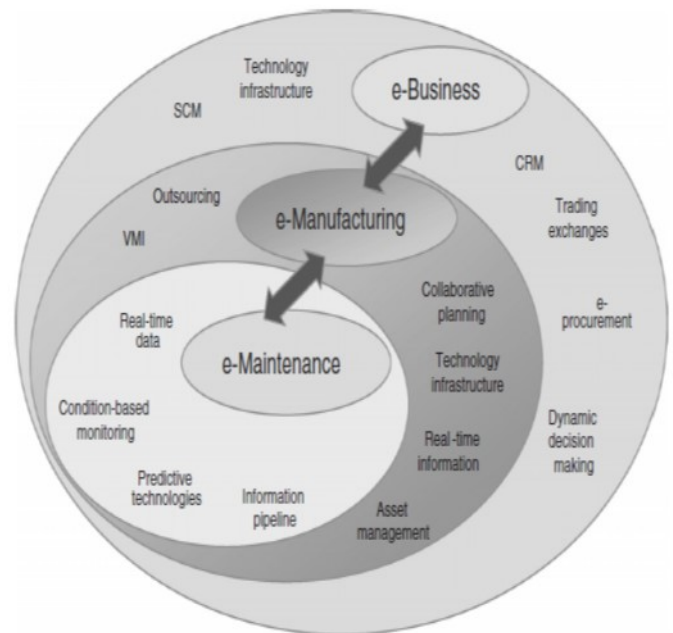 Technology
infrastructure
e-Business
SCM
CRM
Outsourcing
Trading
exchanges
e-Manufacturing
VMI
Collaborative
planning
e-
procurement
Real-time
data
e-Maintenance
Technology
infrastructure
Condition-based
monitoring
Dynamic
decision
making
Real-time
information
Predictive
technologies
Information
pipeline
Asset
management